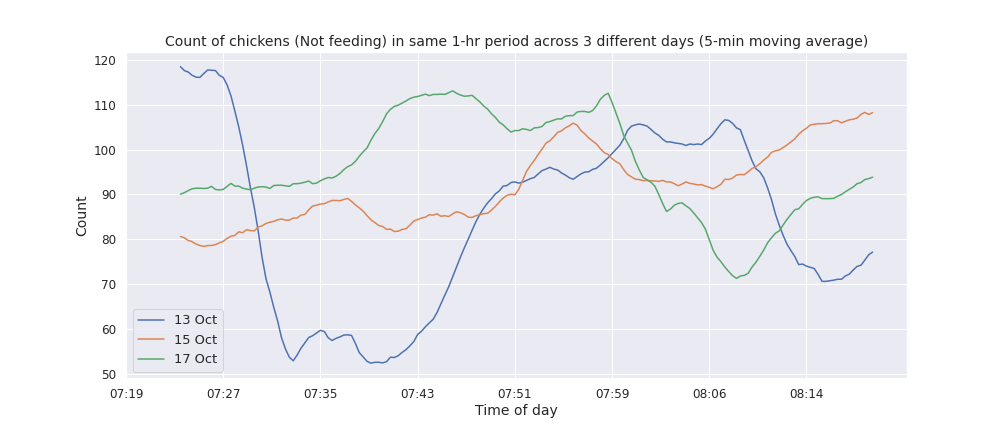 Count of chickens (Not feeding) in same 1-hr period across 3 different days (5-min moving average)
120
110
100
90
80
70
60
50
Count
13 Oct
15 Oct
17 Oct
07:19 07:27 07:35 07:43 07:51 07:59 08:06 08:14
Time of day